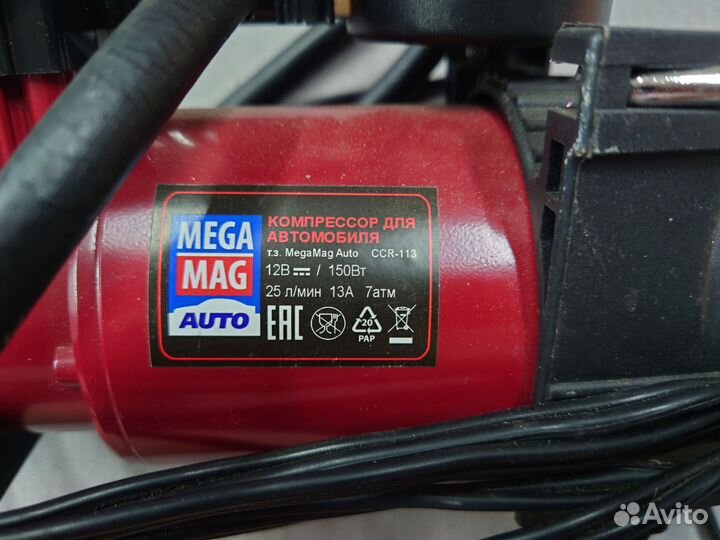 MEGA
MAG
AUTO
КОМПРЕССОР ДЛЯ
АВТОМОБИЛЯ
т.з. MegaMag Auto CCR-113
12В / 150Вт
25 л/мин 13А 7атм
EAC
20
PAP
Avito